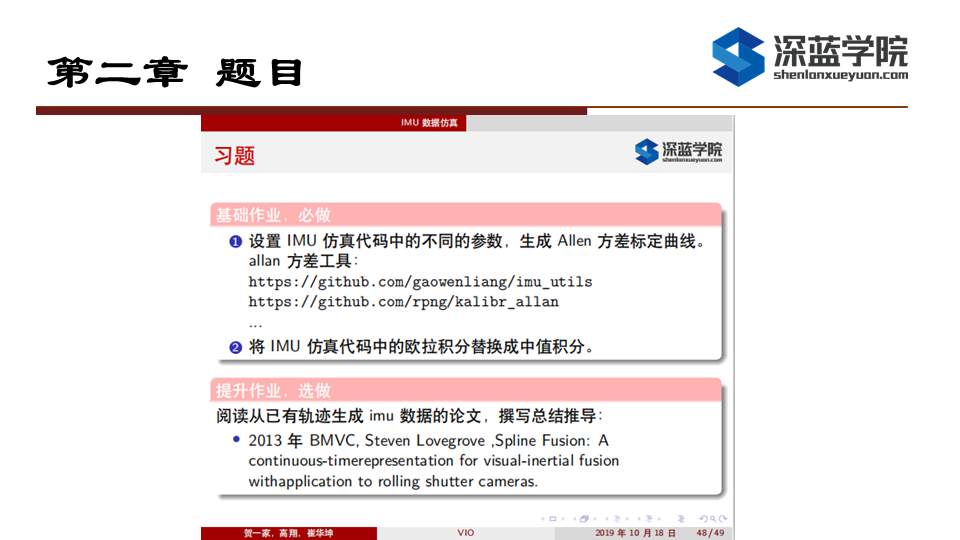 第二章 题目
深蓝学院
shenlanxueyuan.com
IMU 数据仿真
习题
深蓝学院
shenlanxueyuan.com
基础作业，必做
1 设置 IMU 仿真代码中的不同的参数，生成 Allen 方差标定曲线。
allan 方差工具：
https://github.com/gaowenliang/imu_utils
https://github.com/rpng/kalibr_allan
...
2 将 IMU 仿真代码中的欧拉积分替换成中值积分。
提升作业，选做
阅读从已有轨迹生成 imu 数据的论文，撰写总结推导：
• 2013 年 BMVC, Steven Lovegrove ,Spline Fusion: A
continuous-timerepresentation for visual-inertial fusion
withapplication to rolling shutter cameras.
贺一家，高翔，崔华坤 VIO 2019 年 10 月 18 日 48/49